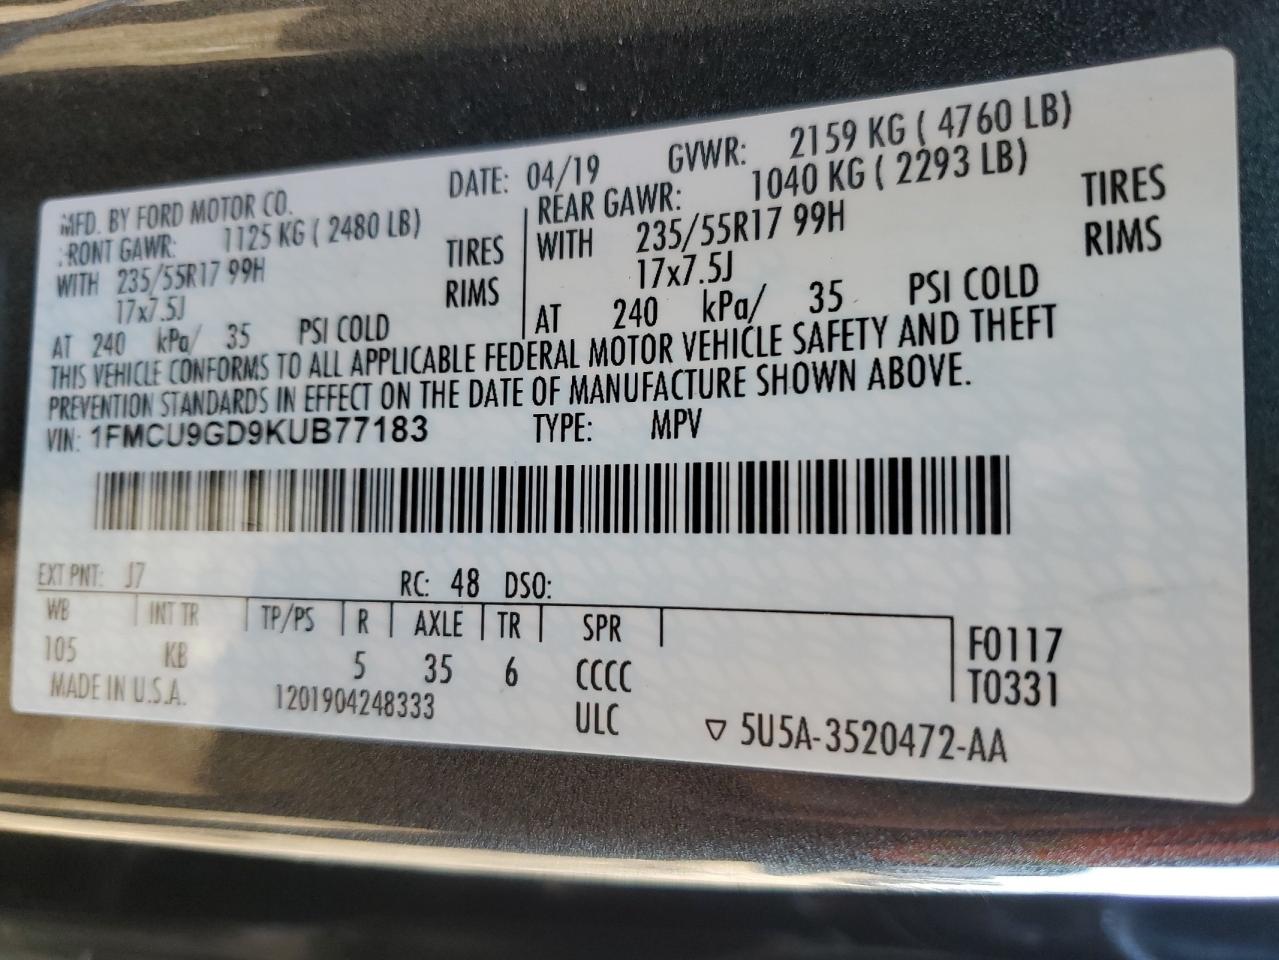 MFD. BY FORD MOTOR CO. DATE: 04/19 GVWR: 2159 KG ( 4760 LB)
FRONT GAWR: 1125 KG ( 2480 LB) REAR GAWR: 1040 KG ( 2293 LB)
WITH 235/55R17 99H TIRES WITH 235/55R17 99H TIRES
17x7.5J RIMS 17x7.5J RIMS
AT 240 kPa/ 35 PSI COLD AT 240 kPa/ 35 PSI COLD
THIS VEHICLE CONFORMS TO ALL APPLICABLE FEDERAL MOTOR VEHICLE SAFETY AND THEFT
PREVENTION STANDARDS IN EFFECT ON THE DATE OF MANUFACTURE SHOWN ABOVE.
VIN: 1FMCU9GD9KUB77183 TYPE: MPV
EXT PNT: J7 RC: 48 DSO:
WB INT TR TP/PS R AXLE TR SPR
105 KB 5 35 6 CCCC F0117
MADE IN U.S.A. 1201904248333 ULC T0331
▽ 5U5A-3520472-AA